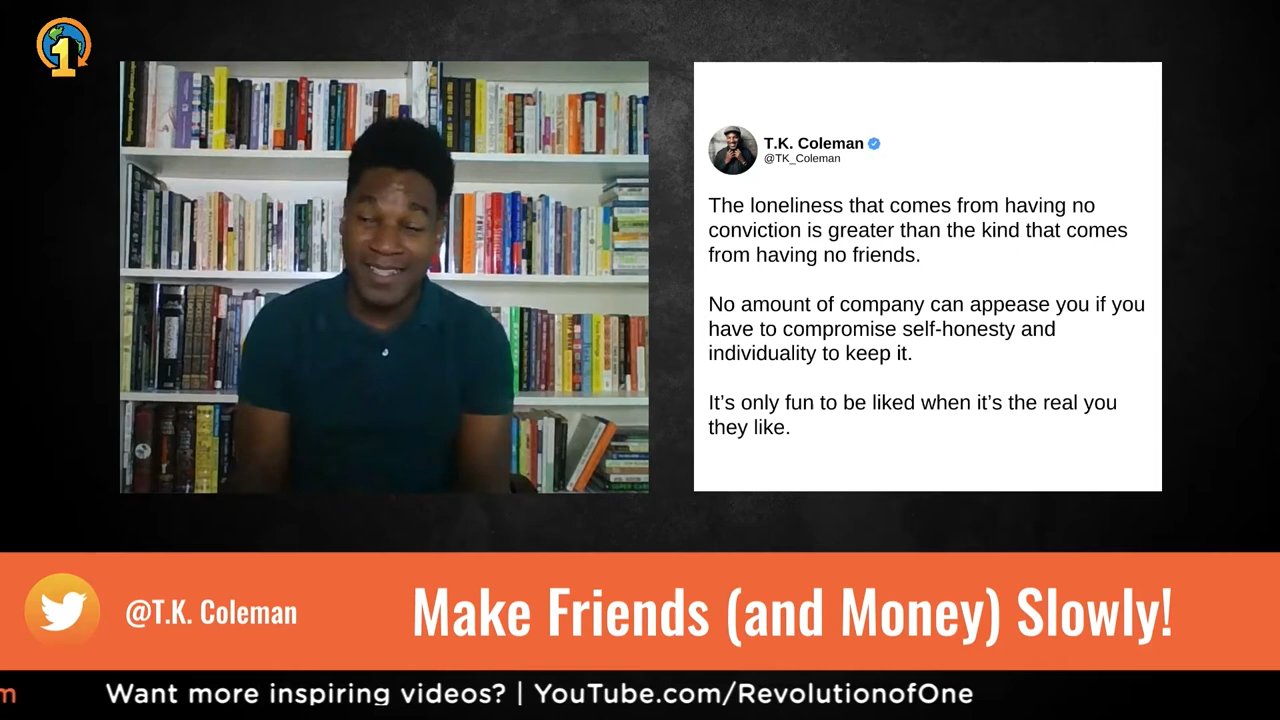 1
T.K. Coleman
@TK_Coleman
The loneliness that comes from having no
conviction is greater than the kind that comes
from having no friends.
No amount of company can appease you if you
have to compromise self-honesty and
individuality to keep it.
It’s only fun to be liked when it’s the real you
they like.
@T.K. Coleman
Make Friends (and Money) Slowly!
m
Want more inspiring videos? | YouTube.com/RevolutionofOne